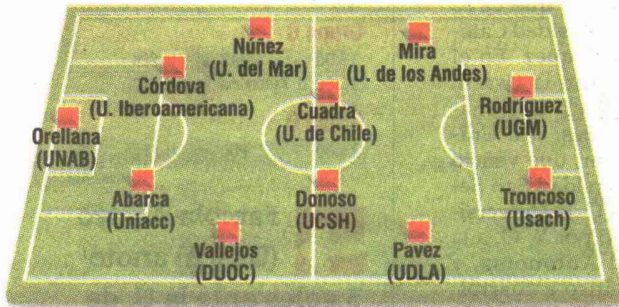 Núñez
(U. del Mar)
Mira
(U. de los Andes)
Córdova
(U. Iberoamericana)
Cuadra
(U. de Chile)
Rodríguez
(UGM)
Orellana
(UNAB)
Abarca
(Uniacc)
Donoso
(UCSH)
Troncoso
(Usach)
Vallejos
(DUOC)
Pavez
(UDLA)